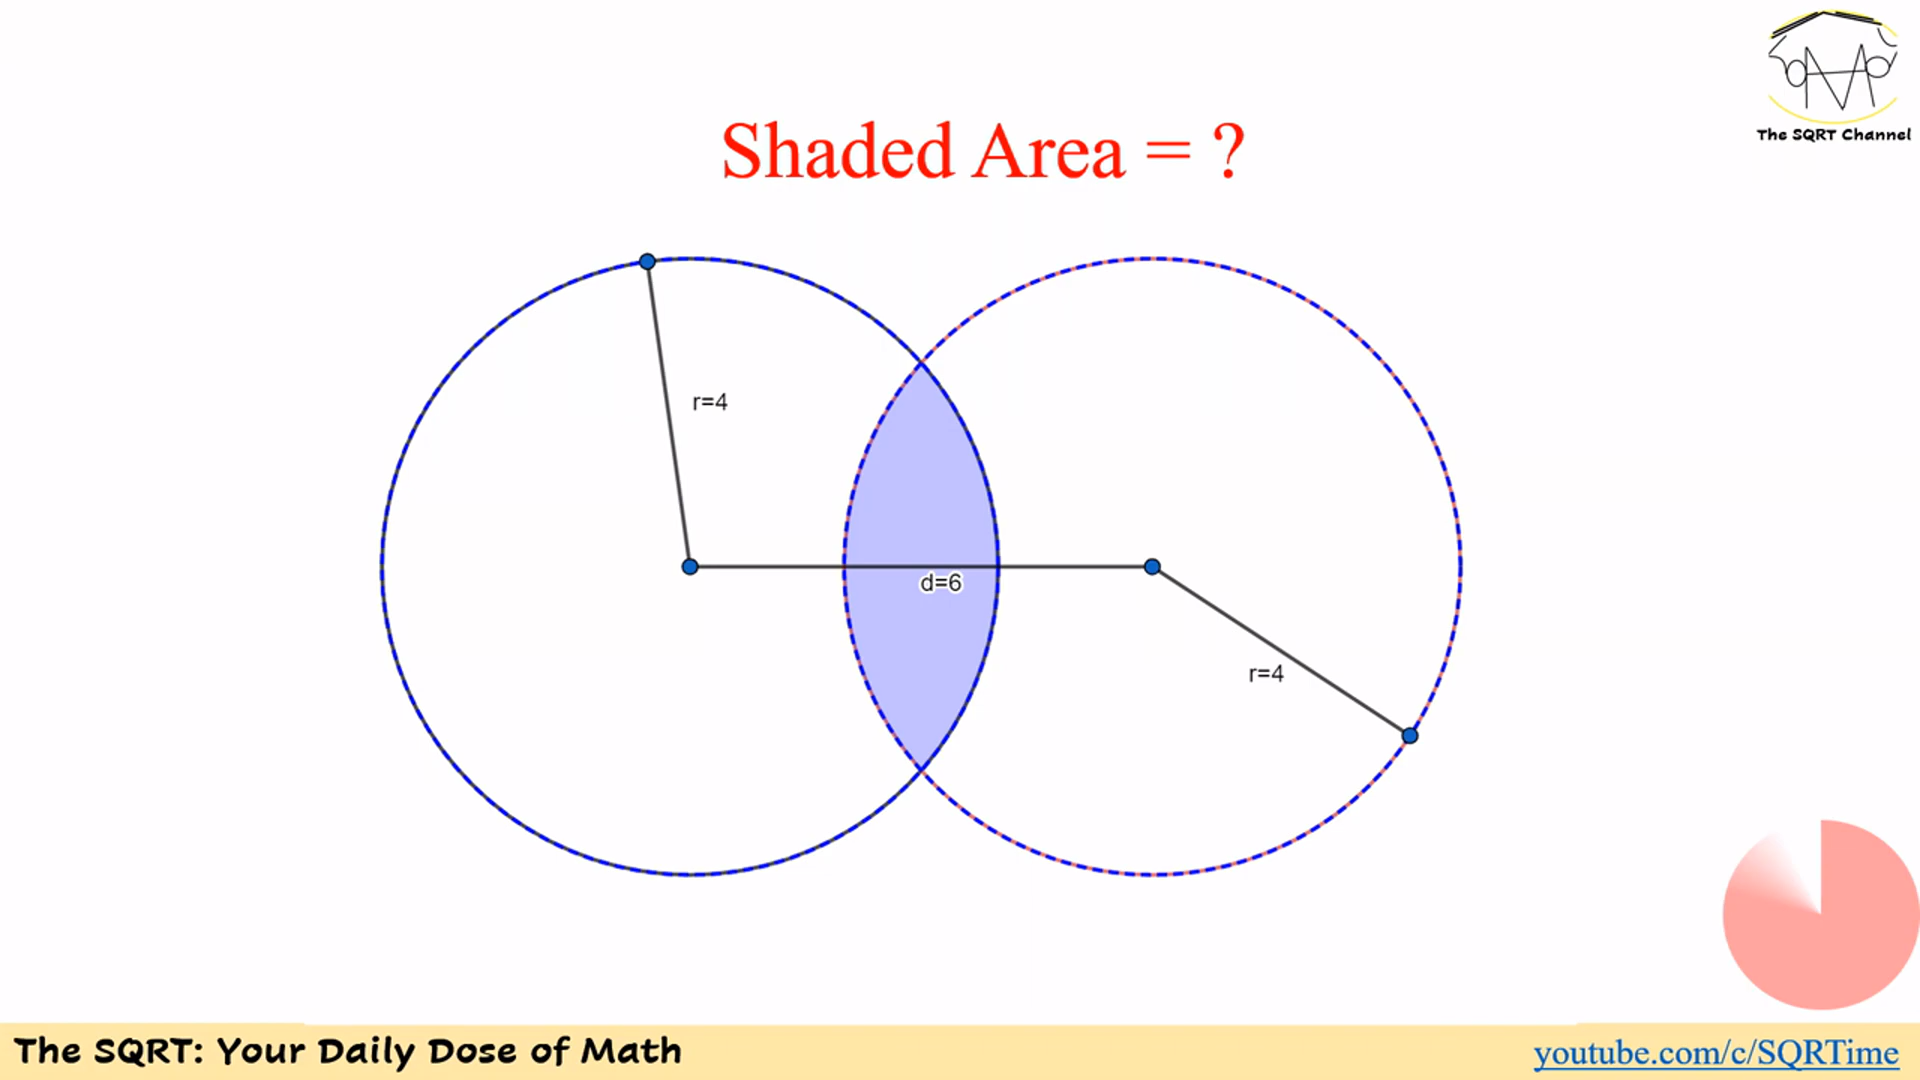 The SQRT Channel
Shaded Area = ?
r=4
d=6
r=4
The SQRT: Your Daily Dose of Math
youtube.com/c/SQRTime